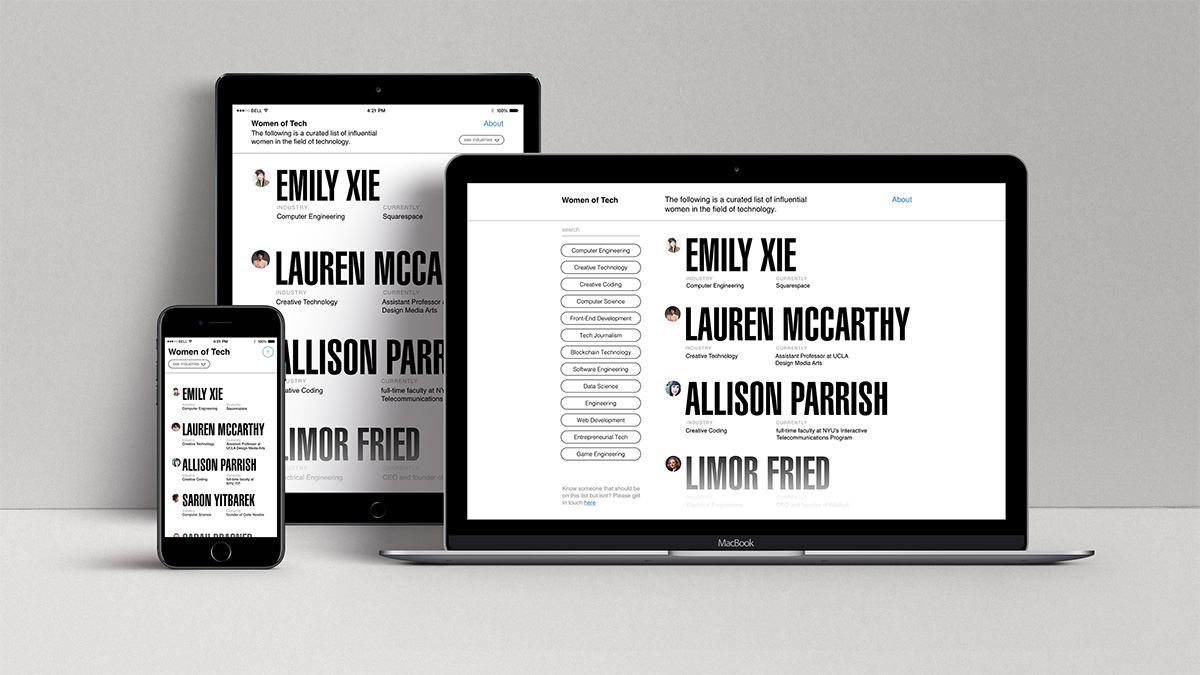 BELL
4:21 PM
100%
Women of Tech
About
The following is a curated list of influential
women in the field of technology.
see industries
EMILY XIE
INDUSTRY
CURRENTLY
Computer Engineering
Squarespace
LAUREN MCCA
INDUSTRY
CURRENTLY
Creative Technology
Assistant Professor a
Design Media Arts
ALLISON PARR
USTRY
CURRENTLY
eative Coding
full-time faculty at NY
Telecommunications
LIMOR FRIED
USTRY
CURRENTLY
ectrical Engineering
CEO and founder of
BELL
4:21 PM
100%
Women of Tech
see industries
EMILY XIE
Industry
Currently
Computer Engineering
Squarespace
LAUREN MCCARTHY
Industry
Currently
Creative Technology
Assistant Professor at
UCLA Design Media Arts
ALLISON PARRISH
Industry
Currently
Creative Coding
full-time faculty at
NYU ITP
SARON YITBAREK
Industry
Currently
Computer Science
founder of Code Newbie
Women of Tech
The following is a curated list of influential
women in the field of technology.
About
search
Computer Engineering
Creative Technology
Creative Coding
Computer Science
Front-End Development
Tech Journalism
Blockchain Technology
Software Engineering
Data Science
Engineering
Web Development
Entrepreneurial Tech
Game Engineering
Know someone that should be
on this list but isnt? Please get
in touch here
EMILY XIE
INDUSTRY
CURRENTLY
Computer Engineering
Squarespace
LAUREN MCCARTHY
INDUSTRY
CURRENTLY
Creative Technology
Assistant Professor at UCLA
Design Media Arts
ALLISON PARRISH
INDUSTRY
CURRENTLY
Creative Coding
full-time faculty at NYU's Interactive
Telecommunications Program
LIMOR FRIED
INDUSTRY
CURRENTLY
Electrical Engineering
CEO and founder of Adafruit
MacBook